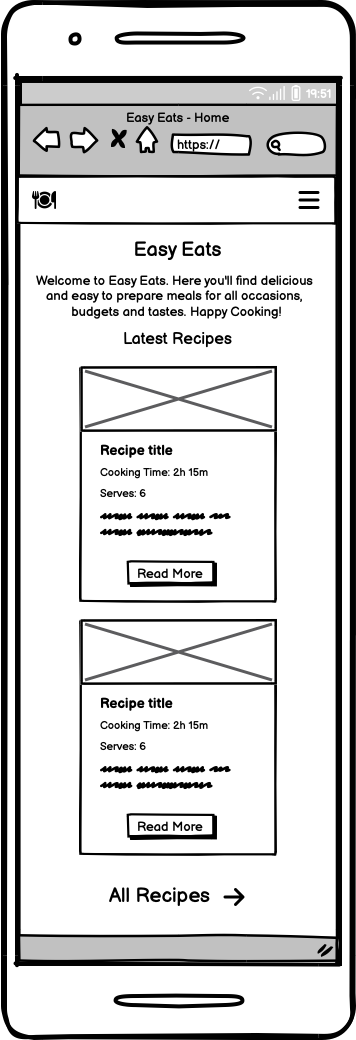 19:51
Easy Eats - Home
https://
Easy Eats
Welcome to Easy Eats. Here you'll find delicious
and easy to prepare meals for all occasions,
budgets and tastes. Happy Cooking!
Latest Recipes
Recipe title
Cooking Time: 2h 15m
Serves: 6
Read More
Recipe title
Cooking Time: 2h 15m
Serves: 6
Read More
All Recipes →